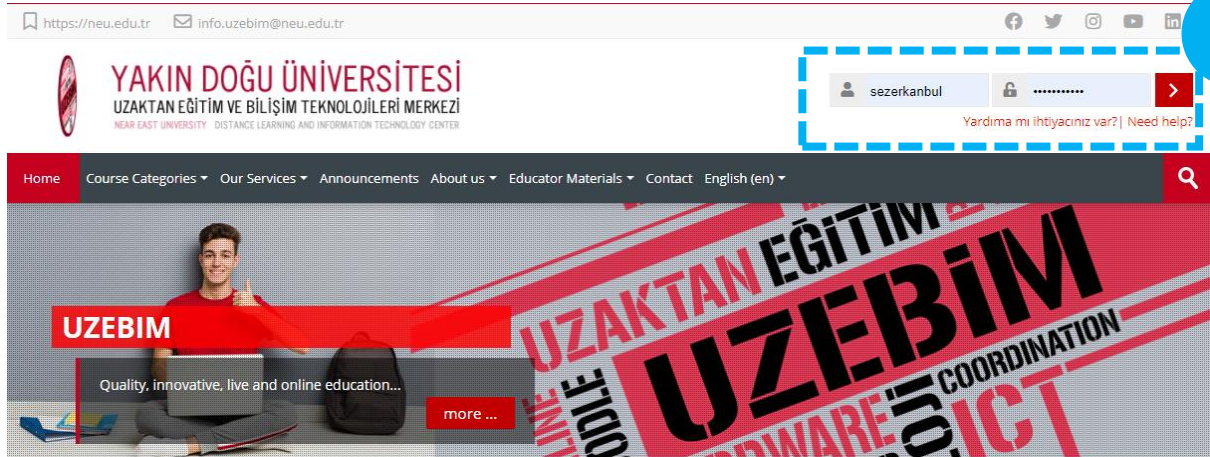 https://neu.edu.tr info.uzebim@neu.edu.tr
YAKIN DOĞU ÜNİVERSİTESİ
UZAKTAN EĞİTİM VE BİLİŞİM TEKNOLOJİLERİ MERKEZİ
NEAR EAST UNIVERSITY DISTANCE LEARNING AND INFORMATION TECHNOLOGY CENTER
sezerkanbul •••••••••••
Yardıma mı ihtiyacınız var?| Need help?
Home Course Categories Our Services Announcements About us Educator Materials Contact English (en)
UZAKTAN EĞİTİM
UZEBİM
COORDINATION
ICT
UZEBIM
Quality, innovative, live and online education...
more ...